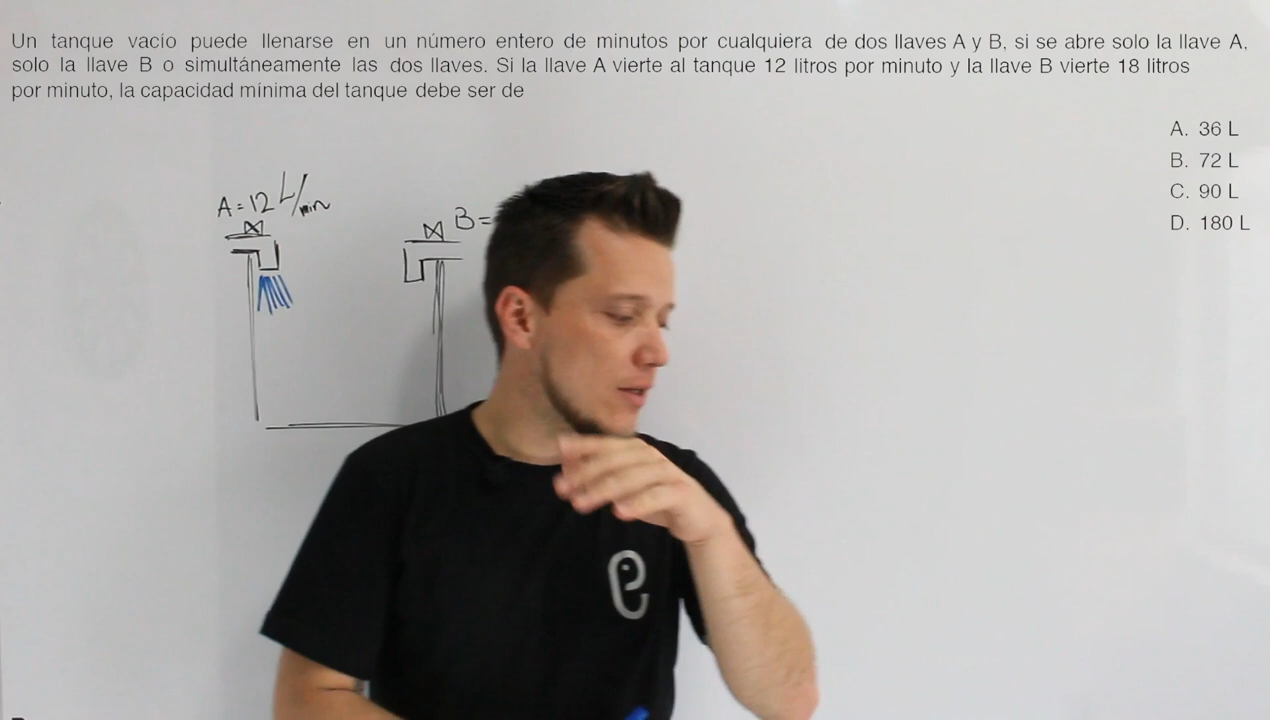 Un tanque vacío puede llenarse en un número entero de minutos por cualquiera de dos llaves A y B, si se abre solo la llave A,
solo la llave B o simultáneamente las dos llaves. Si la llave A vierte al tanque 12 litros por minuto y la llave B vierte 18 litros
por minuto, la capacidad mínima del tanque debe ser de
A. 36 L
B. 72 L
C. 90 L
D. 180 L
A = 12 L/min
B =
e